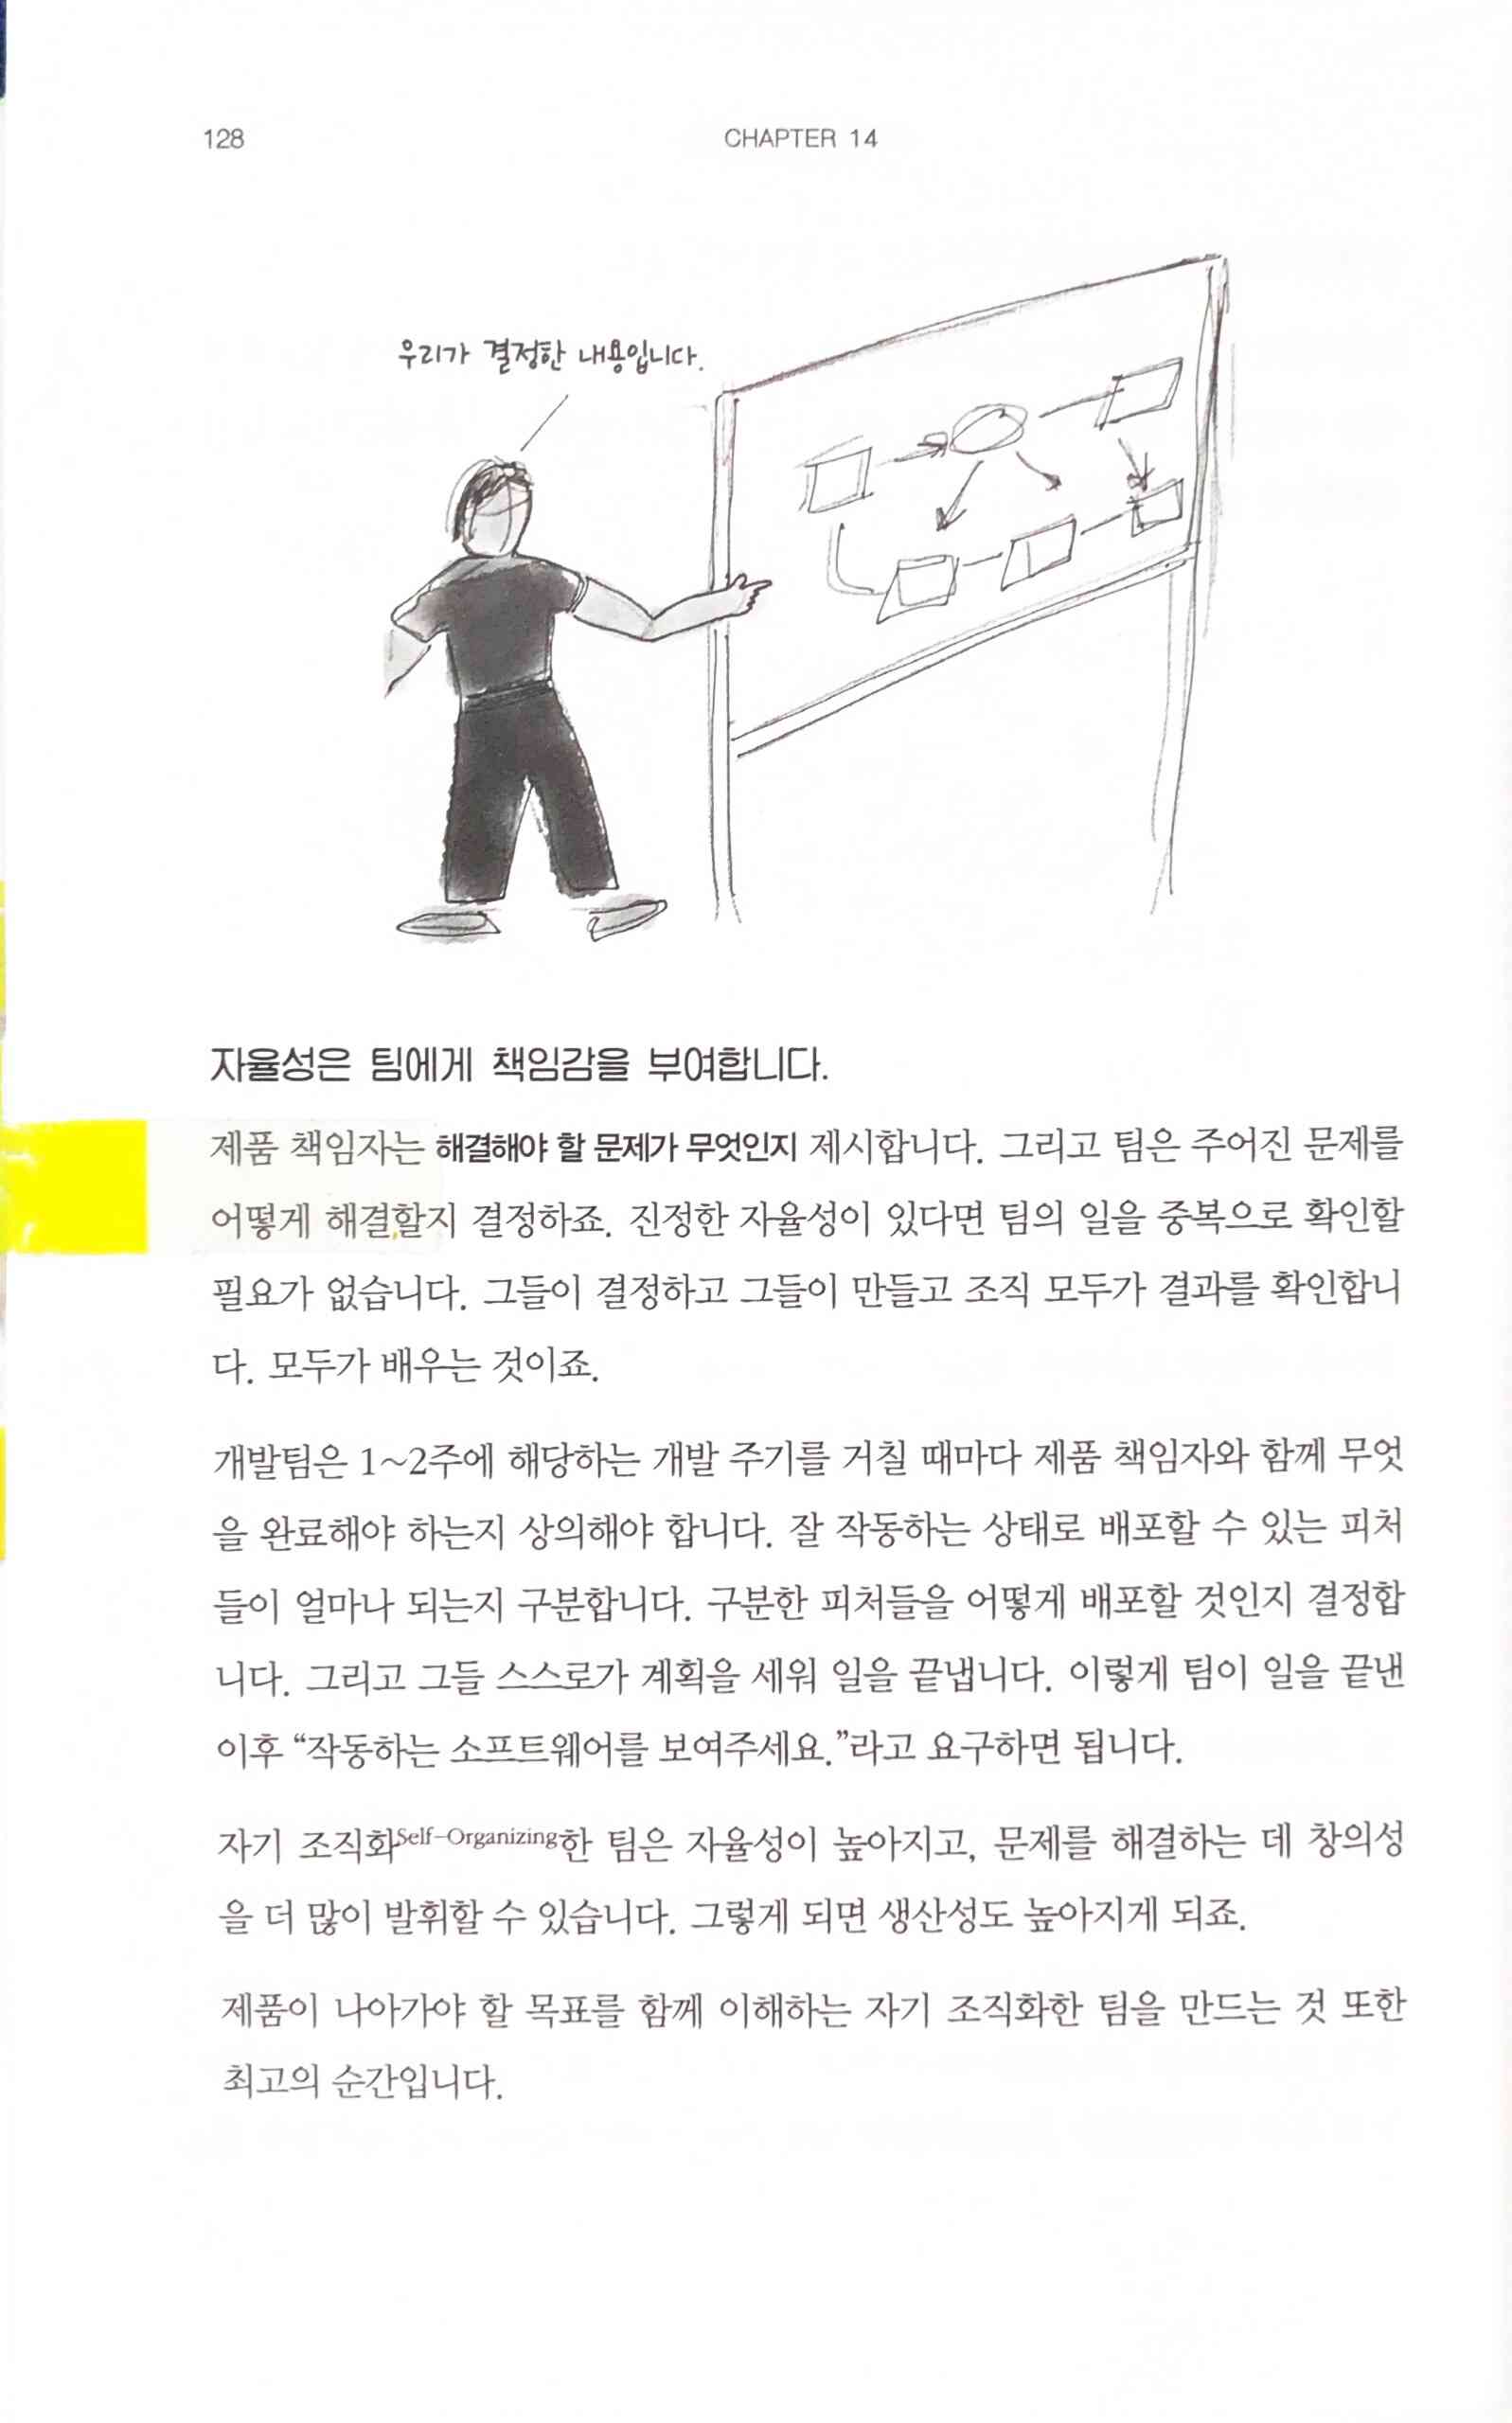 128
CHAPTER 14
우리가 결정한 내용입니다.
자율성은 팀에게 책임감을 부여합니다.
제품 책임자는 해결해야 할 문제가 무엇인지 제시합니다. 그리고 팀은 주어진 문제를
어떻게 해결할지 결정하죠. 진정한 자율성이 있다면 팀의 일을 중복으로 확인할
필요가 없습니다. 그들이 결정하고 그들이 만들고 조직 모두가 결과를 확인합니
다. 모두가 배우는 것이죠.
개발팀은 1~2주에 해당하는 개발 주기를 거칠 때마다 제품 책임자와 함께 무엇
을 완료해야 하는지 상의해야 합니다. 잘 작동하는 상태로 배포할 수 있는 피처
들이 얼마나 되는지 구분합니다. 구분한 피처들을 어떻게 배포할 것인지 결정합
니다. 그리고 그들 스스로가 계획을 세워 일을 끝냅니다. 이렇게 팀이 일을 끝낸
이후 “작동하는 소프트웨어를 보여주세요.”라고 요구하면 됩니다.
자기 조직화Self-Organizing한 팀은 자율성이 높아지고, 문제를 해결하는 데 창의성
을 더 많이 발휘할 수 있습니다. 그렇게 되면 생산성도 높아지게 되죠.
제품이 나아가야 할 목표를 함께 이해하는 자기 조직화한 팀을 만드는 것 또한
최고의 순간입니다.